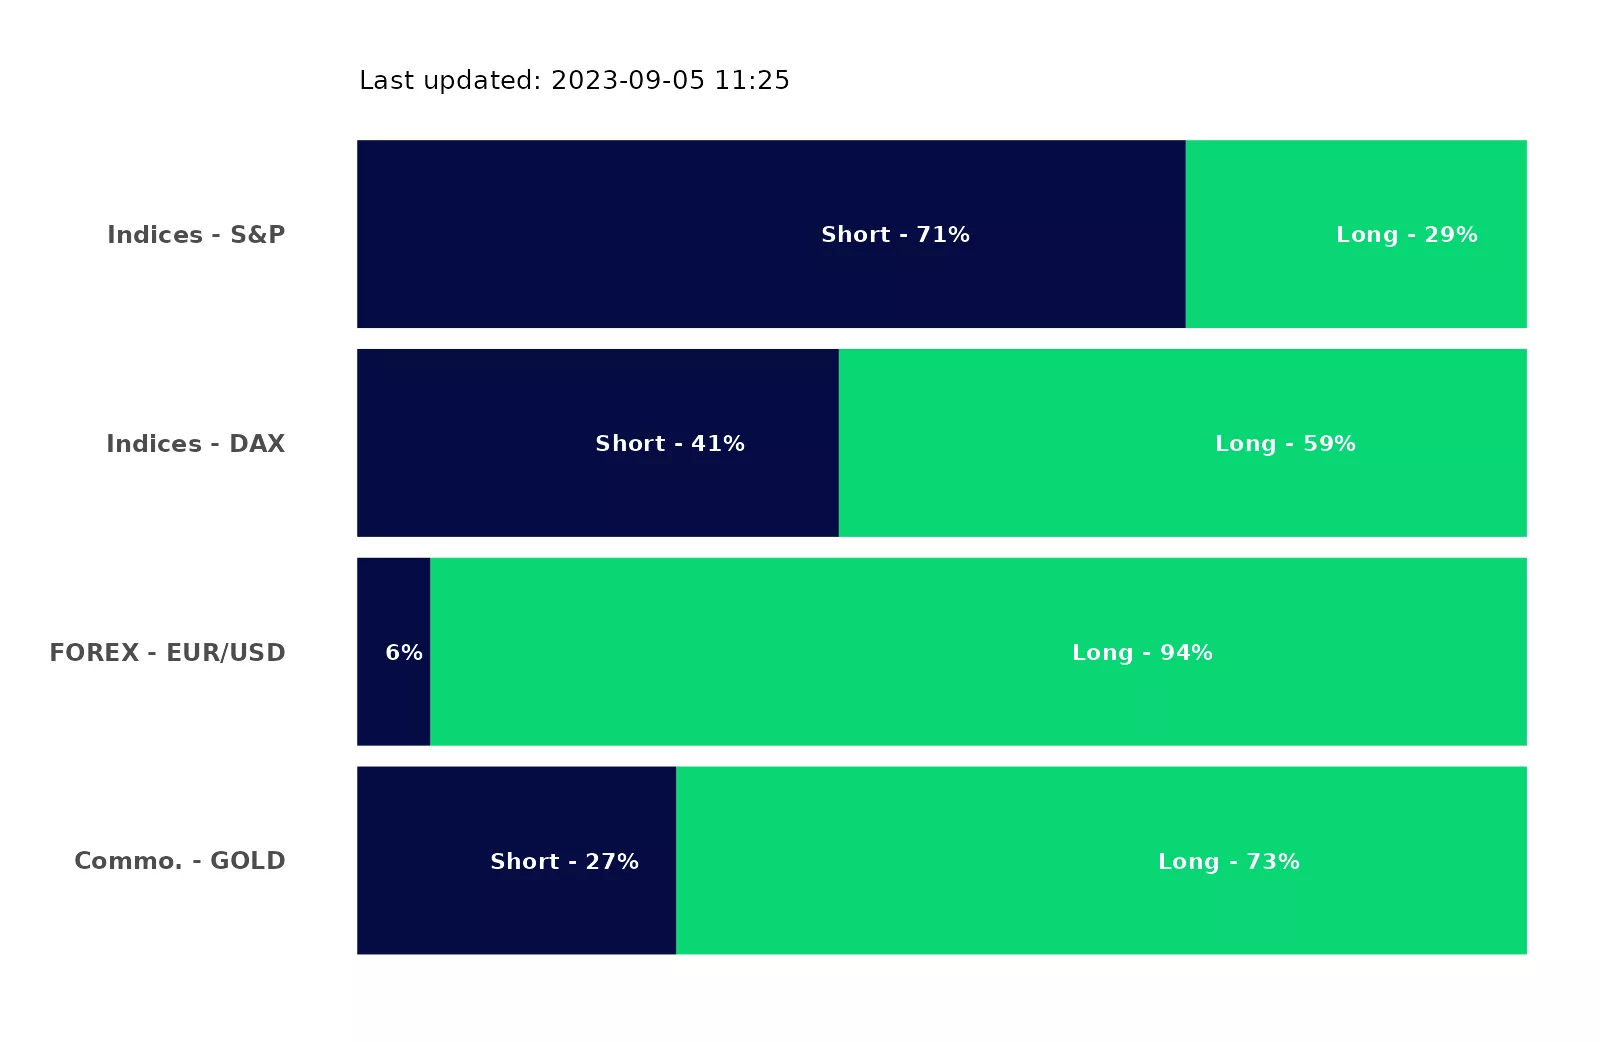 Last updated: 2023-09-05 11:25
Indices - S&P
Short - 71%
Long - 29%
Indices - DAX
Short - 41%
Long - 59%
FOREX - EUR/USD
6%
Long - 94%
Commo. - GOLD
Short - 27%
Long - 73%